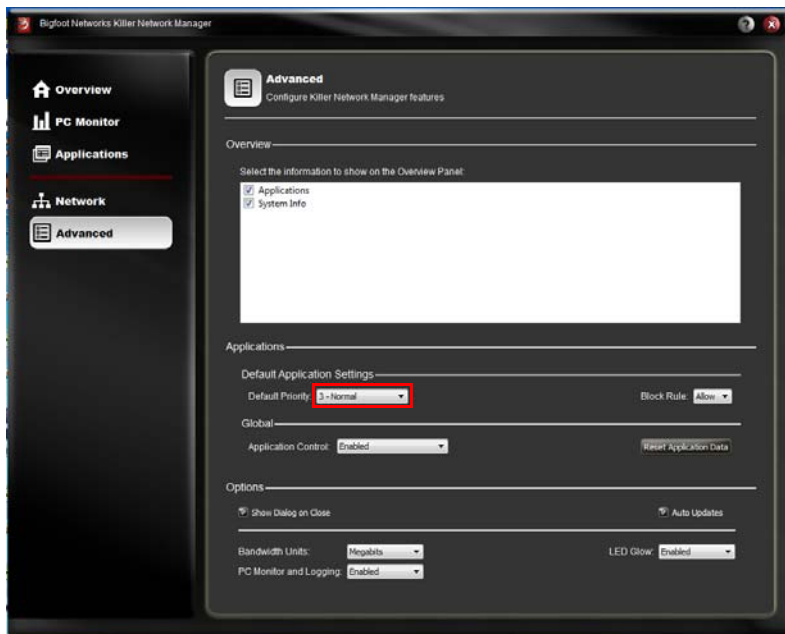 Bigfoot Networks Killer Network Manager
Overview
PC Monitor
Applications
Network
Advanced
Advanced
Configure Killer Network Manager features
Overview
Select the information to show on the Overview Panel:
Applications
System Info
Applications
Default Application Settings
Default Priority: 3 - Normal
Block Rule: Allow
Global
Application Control: Enabled
Reset Application Data
Options
Show Dialog on Close
Auto Updates
Bandwidth Units: Megabits
LED Glow: Enabled
PC Monitor and Logging: Enabled